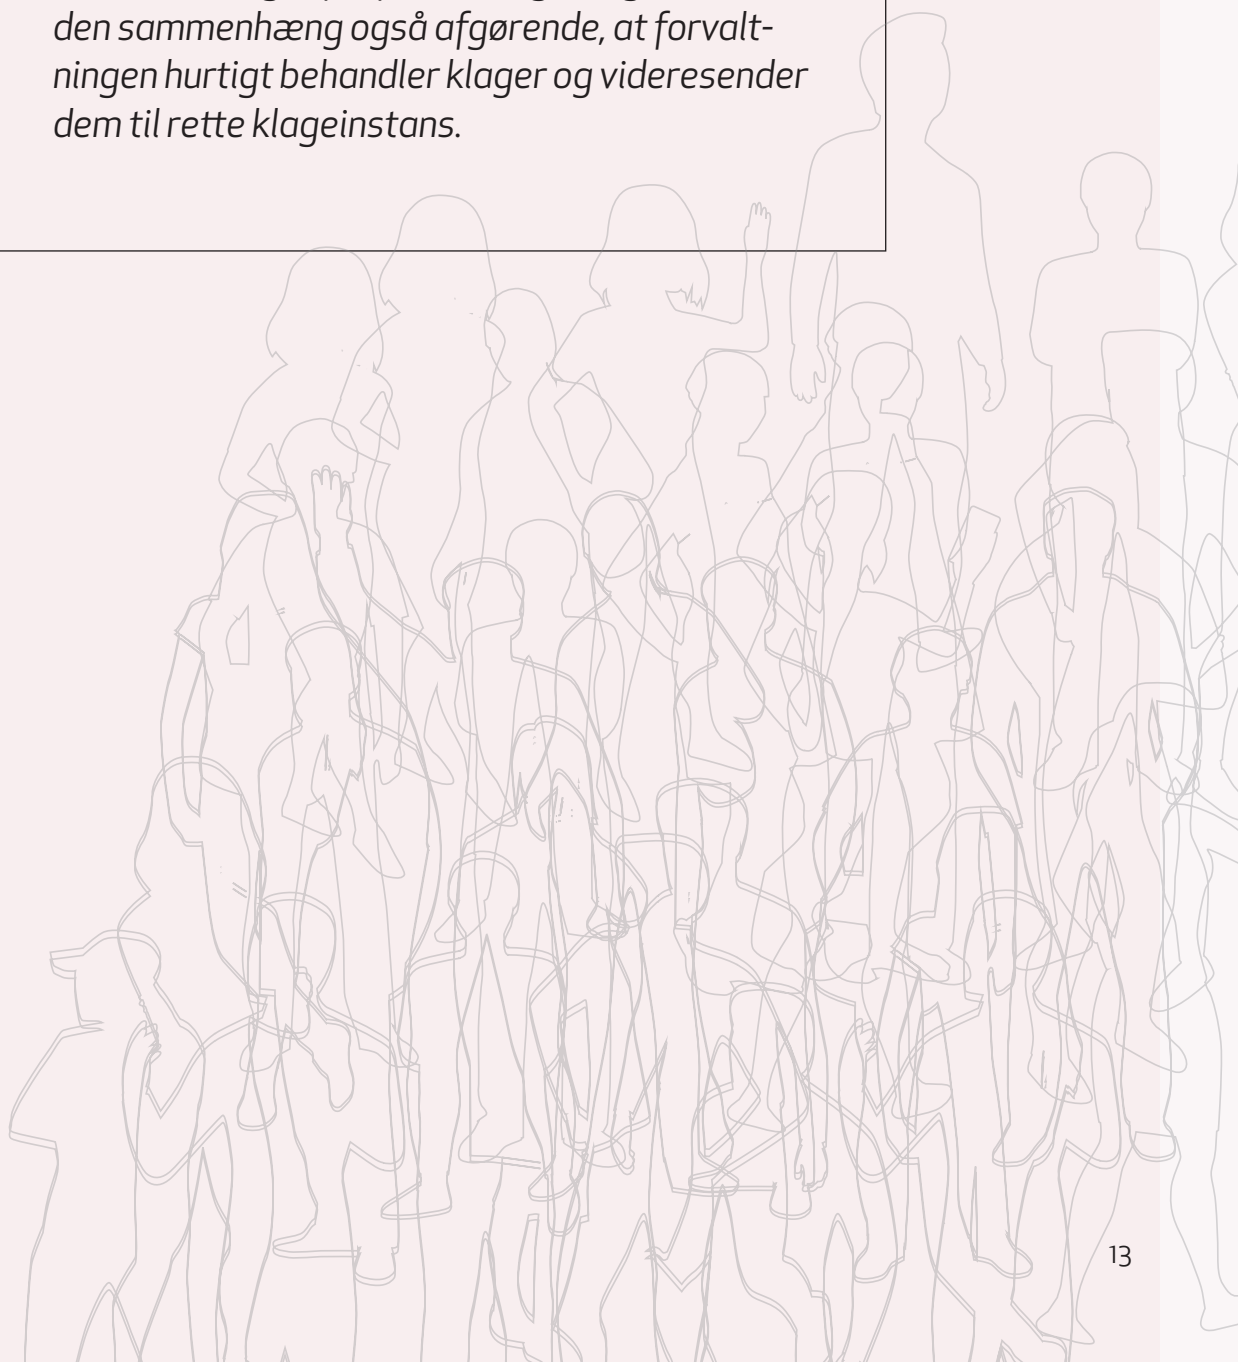 den sammenhæng også afgørende, at forvalt-
ningen hurtigt behandler klager og videresender
dem til rette klageinstans.
13